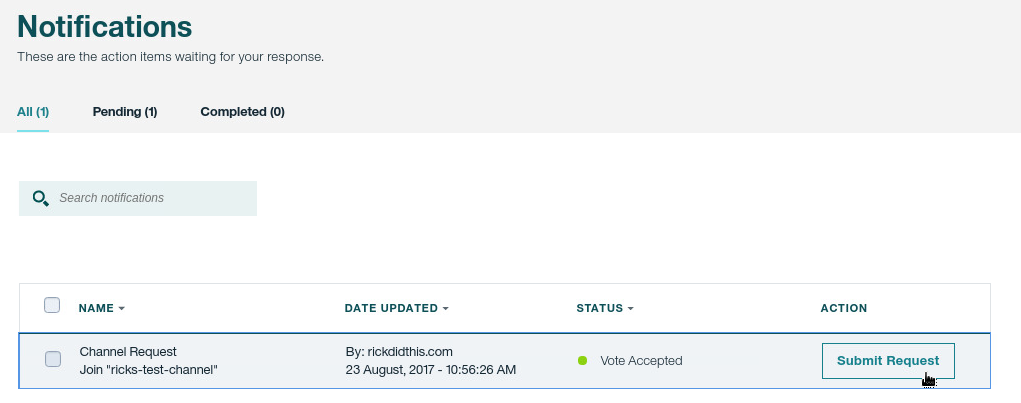 Notifications
These are the action items waiting for your response.
All (1) Pending (1) Completed (0)
Search notifications
NAME DATE UPDATED STATUS ACTION
Channel Request By: rickdidthis.com Vote Accepted Submit Request
Join "ricks-test-channel" 23 August, 2017 - 10:56:26 AM